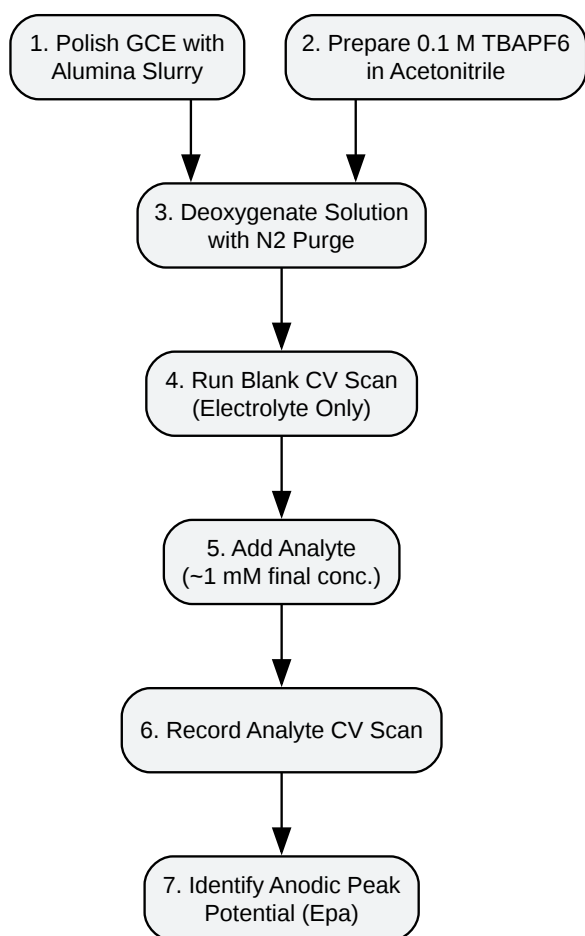 1. Polish GCE with
Alumina Slurry
2. Prepare 0.1 M TBAPF6
in Acetonitrile
3. Deoxygenate Solution
with N2 Purge
4. Run Blank CV Scan
(Electrolyte Only)
5. Add Analyte
(~1 mM final conc.)
6. Record Analyte CV Scan
7. Identify Anodic Peak
Potential (Epa)